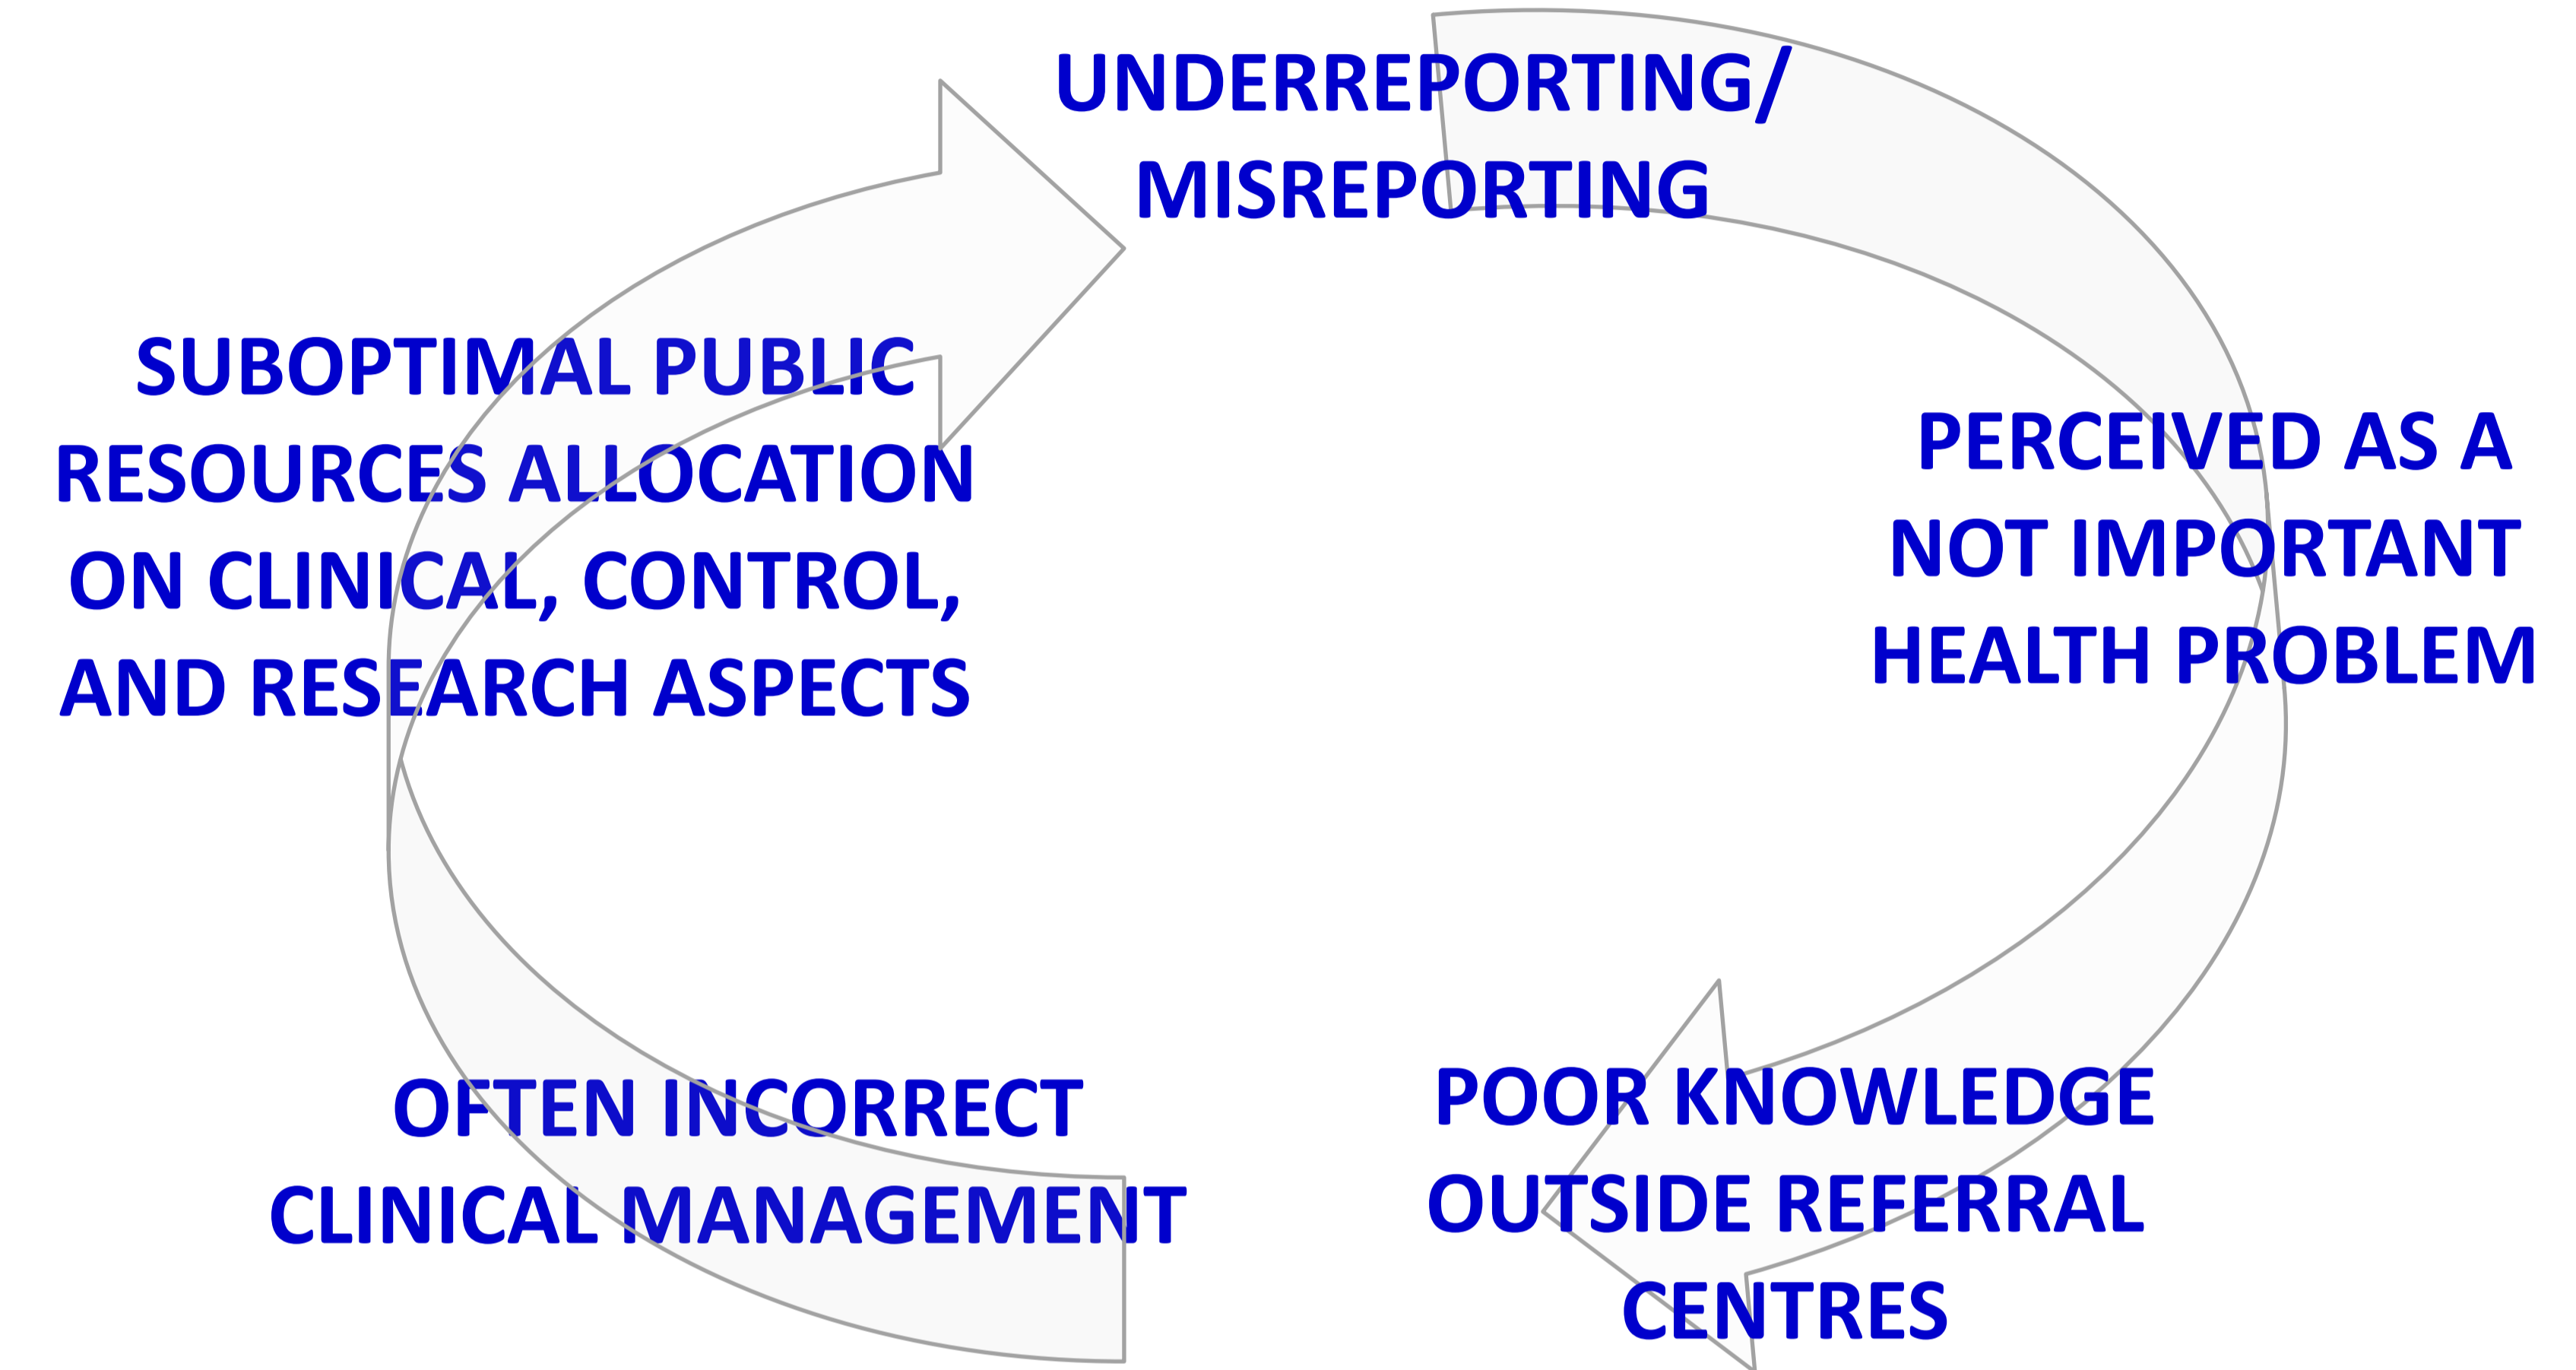 UNDERREPORTING/
MISREPORTING
PERCEIVED AS A
NOT IMPORTANT
HEALTH PROBLEM
POOR KNOWLEDGE
OUTSIDE REFERRAL
CENTRES
OFTEN INCORRECT
CLINICAL MANAGEMENT
SUBOPTIMAL PUBLIC
RESOURCES ALLOCATION
ON CLINICAL, CONTROL,
AND RESEARCH ASPECTS